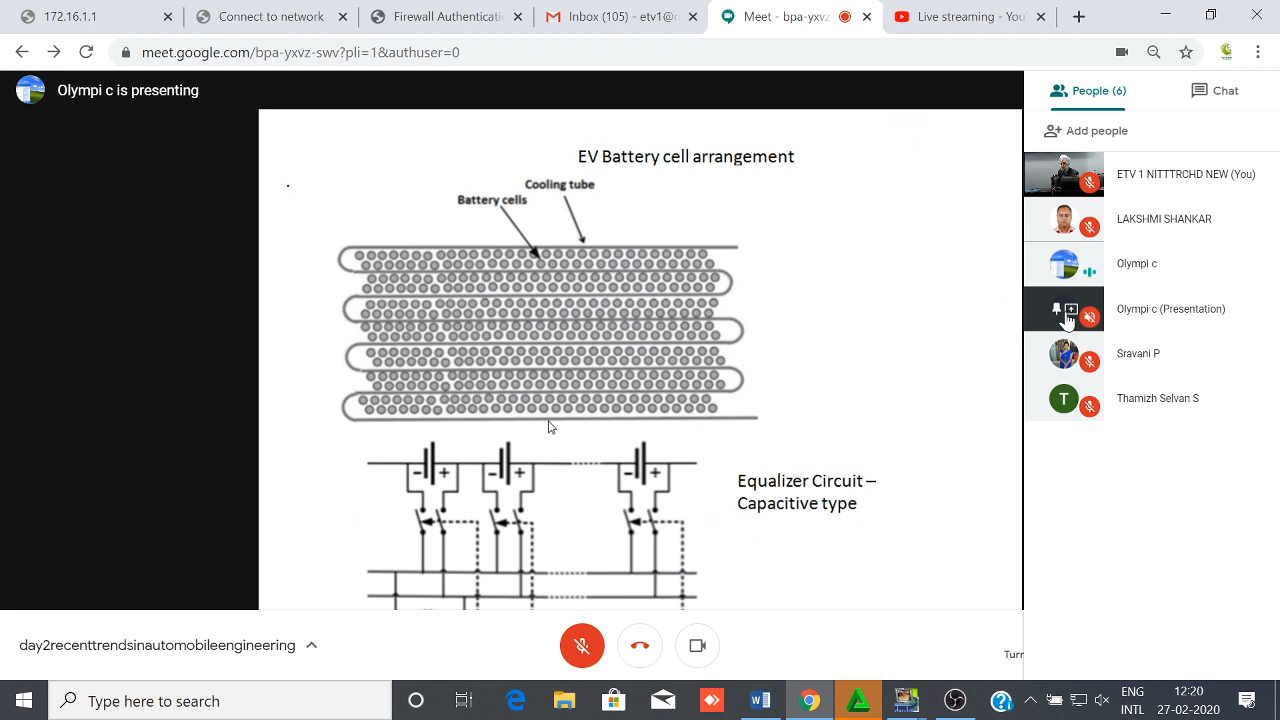 172.16.1.
Connect to network
Firewall Authenticati
Inbox (105) - etv1@n
Meet - bpa-yxvz
Live streaming - You
meet.google.com/bpa-yxvz-swv?pli=1&authuser=0
Olympi c is presenting
People (6)
Chat
Add people
EV Battery cell arrangement
Cooling tube
Battery cells
Equalizer Circuit –
Capacitive type
ETV 1 NITTTRCHD NEW (You)
LAKSHMI SHANKAR
Olympi c
Olympi c (Presentation)
Sravani P
T
Thamizh Selvan S
day2recenttrendsinautomobileengineering
Turr
Type here to search
ENG
INTL
12:20
27-02-2020